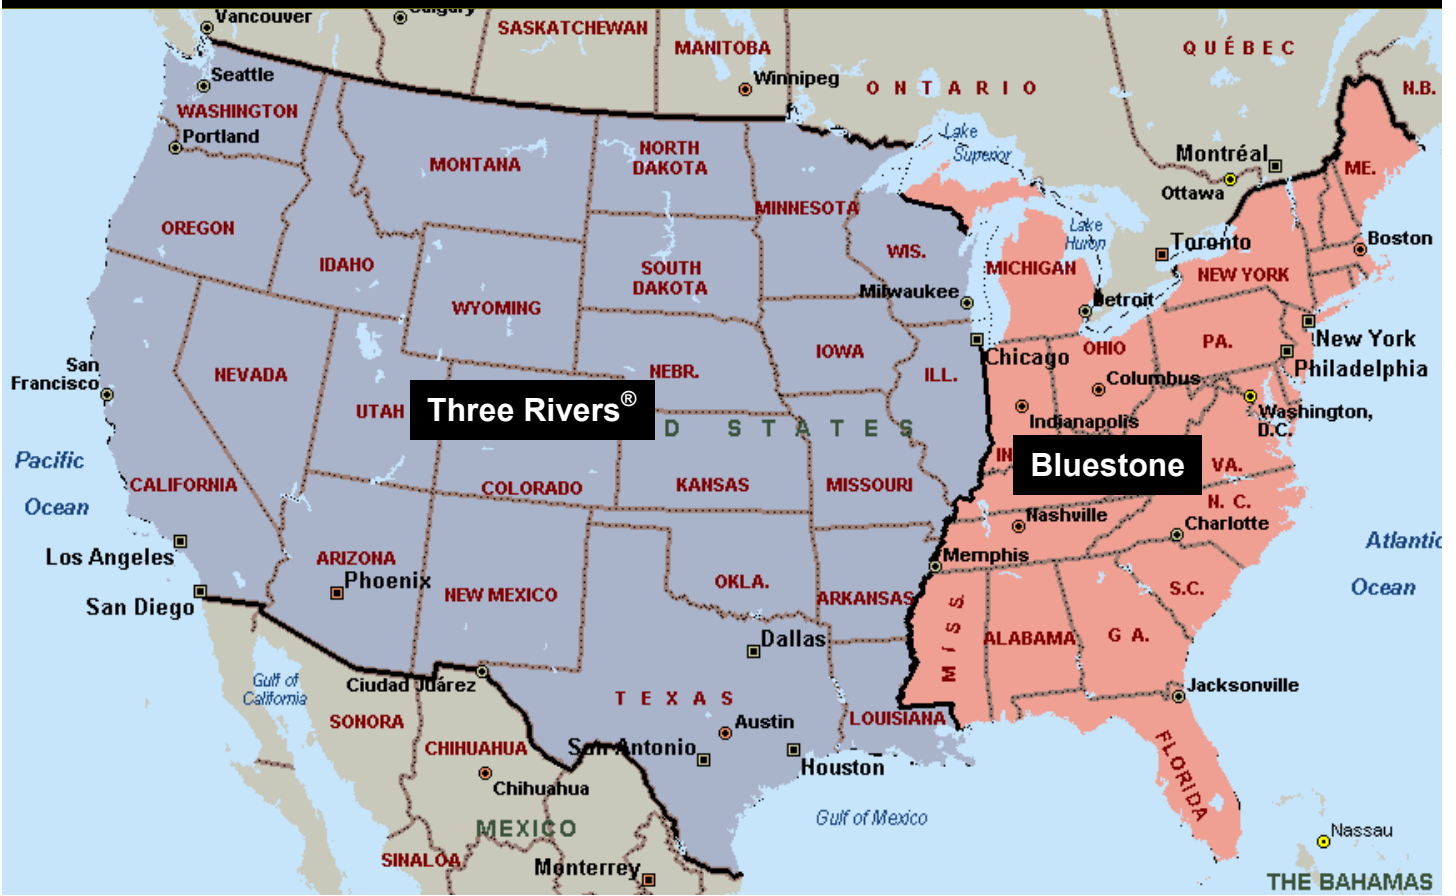 Vancouver
Calgary
SASKATCHEWAN
MANITOBA
Winnipeg
ONTARIO
QUÉBEC
N.B.
Seattle
WASHINGTON
Portland
MONTANA
NORTH
DAKOTA
MINNESOTA
Lake
Superior
Montréal
Ottawa
ME.
OREGON
IDAHO
WYOMING
SOUTH
DAKOTA
WIS.
Milwaukee
MICHIGAN
Lake
Huron
Toronto
Detroit
NEW YORK
Boston
San
Francisco
NEVADA
UTAH
NEBR.
IOWA
ILL.
Chicago
OHIO
Columbus
PA.
New York
Philadelphia
Three Rivers®
D STATES
Indianapolis
Washington,
D.C.
Pacific
Ocean
CALIFORNIA
COLORADO
KANSAS
MISSOURI
IN
Bluestone
VA.
N. C.
Los Angeles
San Diego
ARIZONA
Phoenix
NEW MEXICO
OKLA.
ARKANSAS
Nashville
Memphis
Charlotte
S.C.
Atlantic
Ocean
Dallas
MISS.
ALABAMA
G A.
Gulf of
California
Ciudad Juárez
SONORA
CHIHUAHUA
Chihuahua
TEXAS
Austin
San Antonio
Houston
LOUISIANA
Jacksonville
FLORIDA
Gulf of Mexico
MEXICO
SINALOA
Monterrey
Nassau
THE BAHAMAS